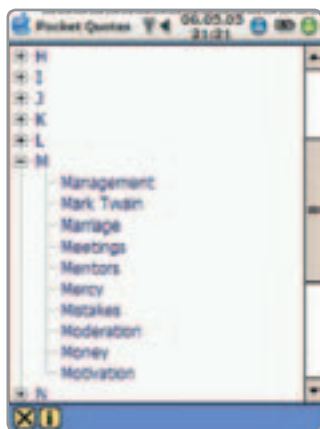 Pocket Quotes 06.05.05
21:21
H
I
J
K
L
M
Management
Mark Twain
Marriage
Meetings
Mentors
Mercy
Mistakes
Moderation
Money
Motivation
N